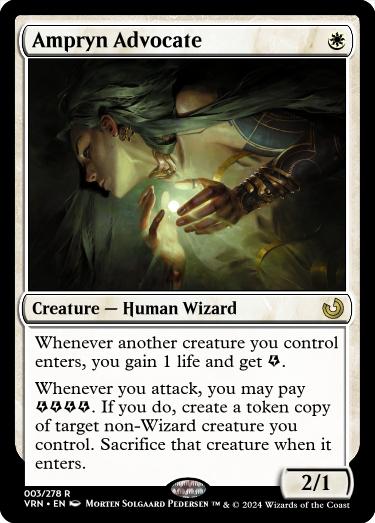 Ampryn Advocate
Creature — Human Wizard
Whenever another creature you control
enters, you gain 1 life and get .
Whenever you attack, you may pay
. If you do, create a token copy
of target non-Wizard creature you
control. Sacrifice that creature when it
enters.
2/1
003/278 R
VRN • EN Morten Solgaard Pedersen ™ & © 2024 Wizards of the Coast